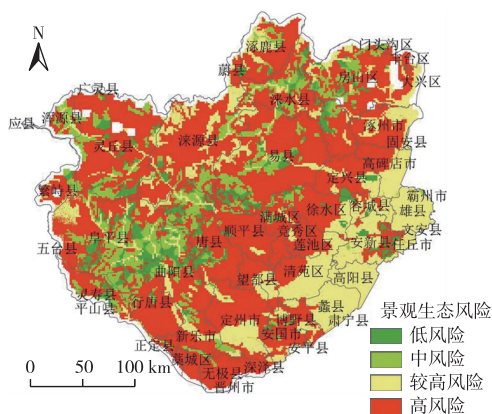 N
涿鹿县
门头沟区
丰台区
蔚县
房山区
大兴区
广灵县
涞水县
应县
浑源县
涿州市
灵丘县
涞源县
固安县
易县
高碑店市
定兴县
繁峙县
霸州市
容城县
雄县
徐水区
满城区
阜平县
顺平县
竞秀区
文安县
唐县
莲池区
安新县
任丘市
五台县
曲阳县
清苑区
望都县
高阳县
灵寿县
行唐县
平山县
蠡县
定州市
博野县
肃宁县
新乐市
安国市
正定县
安平县
藁城区
深泽县
无极县
晋州市
0 50 100 km
景观生态风险
低风险
中风险
较高风险
高风险